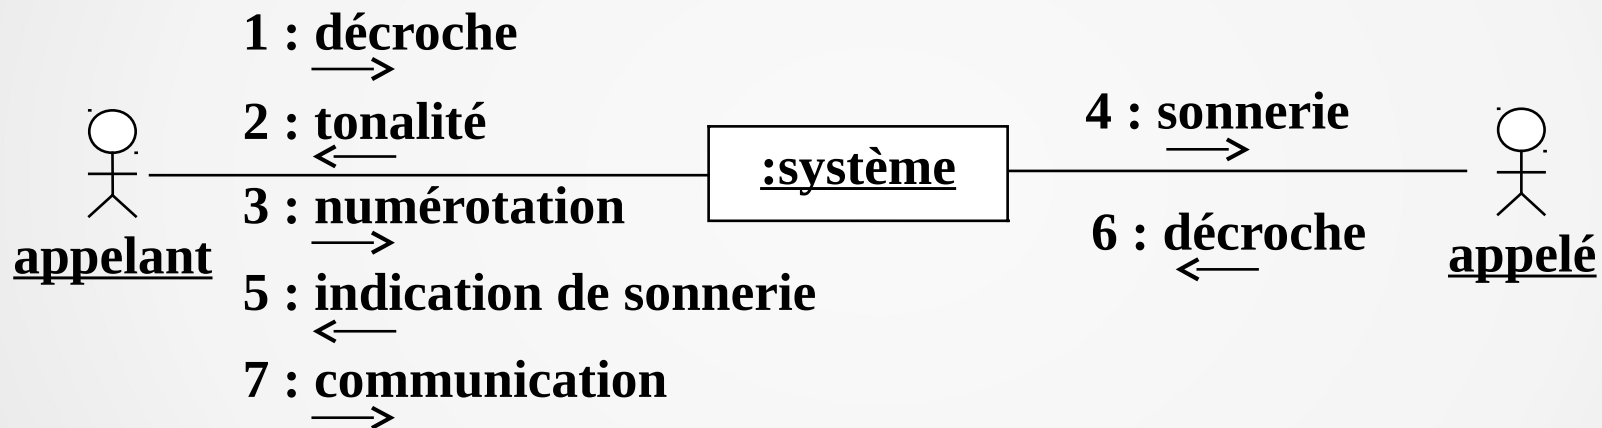 1 : décroche
2 : tonalité
3 : numérotation
5 : indication de sonnerie
7 : communication
appelant
:système
4 : sonnerie
6 : décroche
appelé